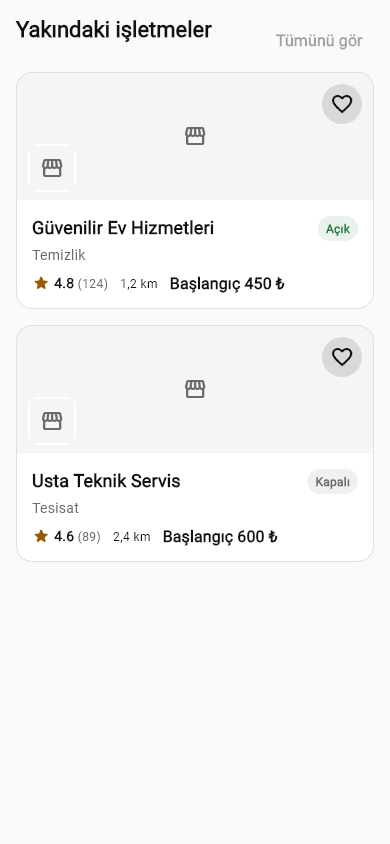 Yakındaki işletmeler
Tümünü gör
Güvenilir Ev Hizmetleri
Açık
Temizlik
4.8 (124) 1,2 km Başlangıç 450 ₺
Usta Teknik Servis
Kapalı
Tesisat
4.6 (89) 2,4 km Başlangıç 600 ₺